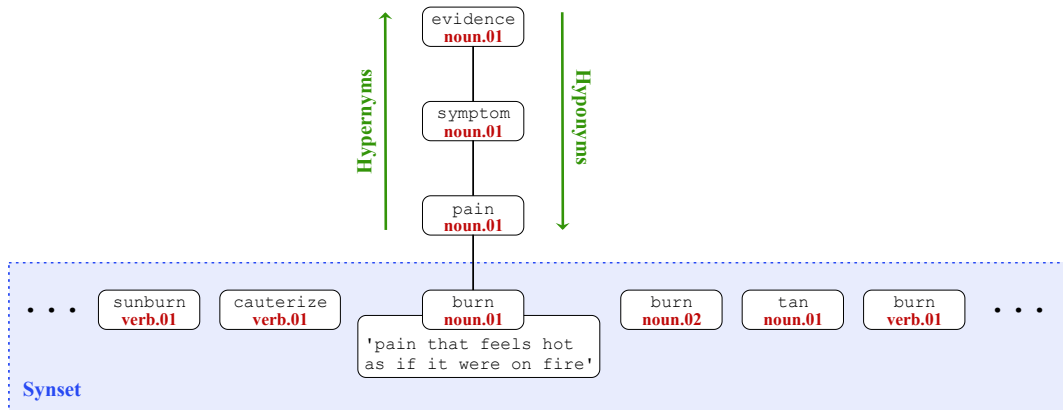 evidence
noun.01
Hypernyms
Hyponyms
symptom
noun.01
pain
noun.01
sunburn
verb.01
cauterize
verb.01
burn
noun.01
burn
noun.02
tan
noun.01
burn
verb.01
'pain that feels hot
as if it were on fire'
Synset